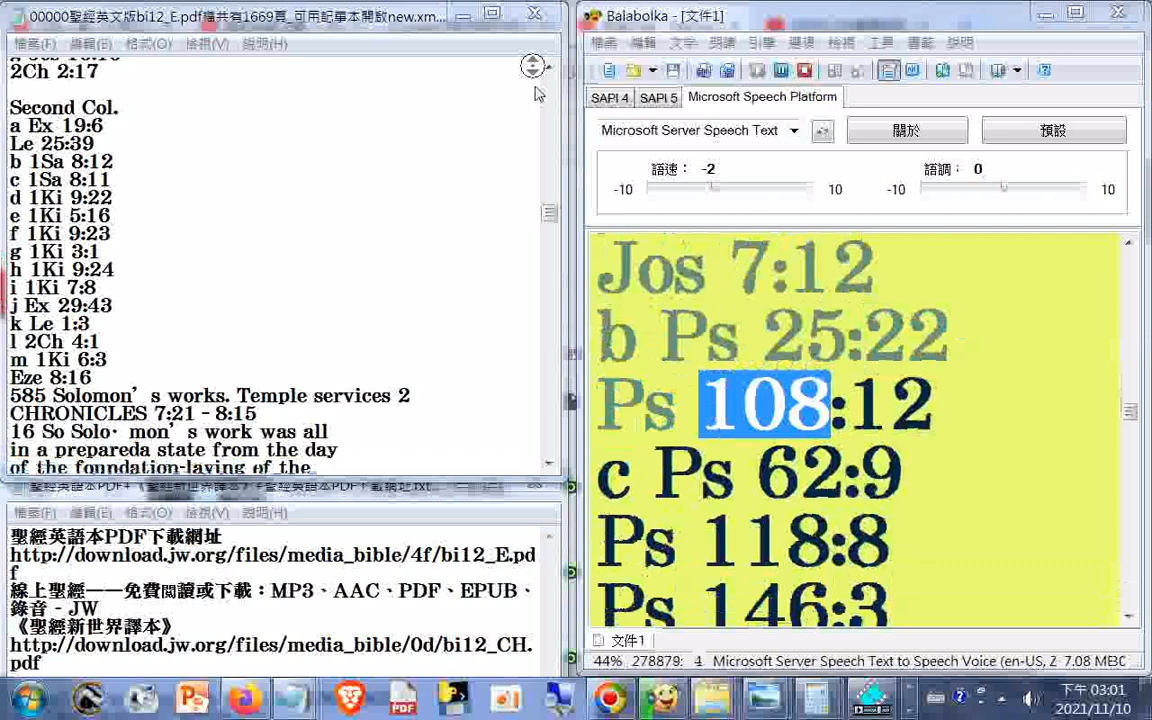 00000聖經英文版bi12_E.pdf檔共有1669頁_可用記事本開啟new.xm...
檔案(F) 編輯(E) 格式(O) 檢視(V) 說明(H)
2Ch 2:17
Second Col.
a Ex 19:6
Le 25:39
b 1Sa 8:12
c 1Sa 8:11
d 1Ki 9:22
e 1Ki 5:16
f 1Ki 9:23
g 1Ki 3:1
h 1Ki 9:24
i 1Ki 7:8
j Ex 29:43
k Le 1:3
l 2Ch 4:1
m 1Ki 6:3
Eze 8:16
585 Solomon's works. Temple services 2
CHRONICLES 7:21‐8:15
16 So Solo· mon's work was all
in a prepareda state from the day
of the foundation-laying of the
檔案(F) 編輯(E) 格式(O) 檢視(V) 說明(H)
聖經英語本PDF下載網址
http://download.jw.org/files/media_bible/4f/bi12_E.pd
f
線上聖經——免費閱讀或下載：MP3、AAC、PDF、EPUB、
錄音‐JW
《聖經新世界譯本》
http://download.jw.org/files/media_bible/0d/bi12_CH.
pdf
Balabolka - [文件1]
檔案 編輯 文字 朗讀 引擎 選項 檢視 工具 書籤 說明
SAPI 4 SAPI 5 Microsoft Speech Platform
Microsoft Server Speech Text 關於 預設
語速： -2 語調： 0
-10 10 -10 10
Jos 7:12
b Ps 25:22
Ps 108:12
c Ps 62:9
Ps 118:8
Ps 146:3
文件1
44% 278879: 4 Microsoft Server Speech Text to Speech Voice (en-US, Z 7.08 MB
下午 03:01
2021/11/10